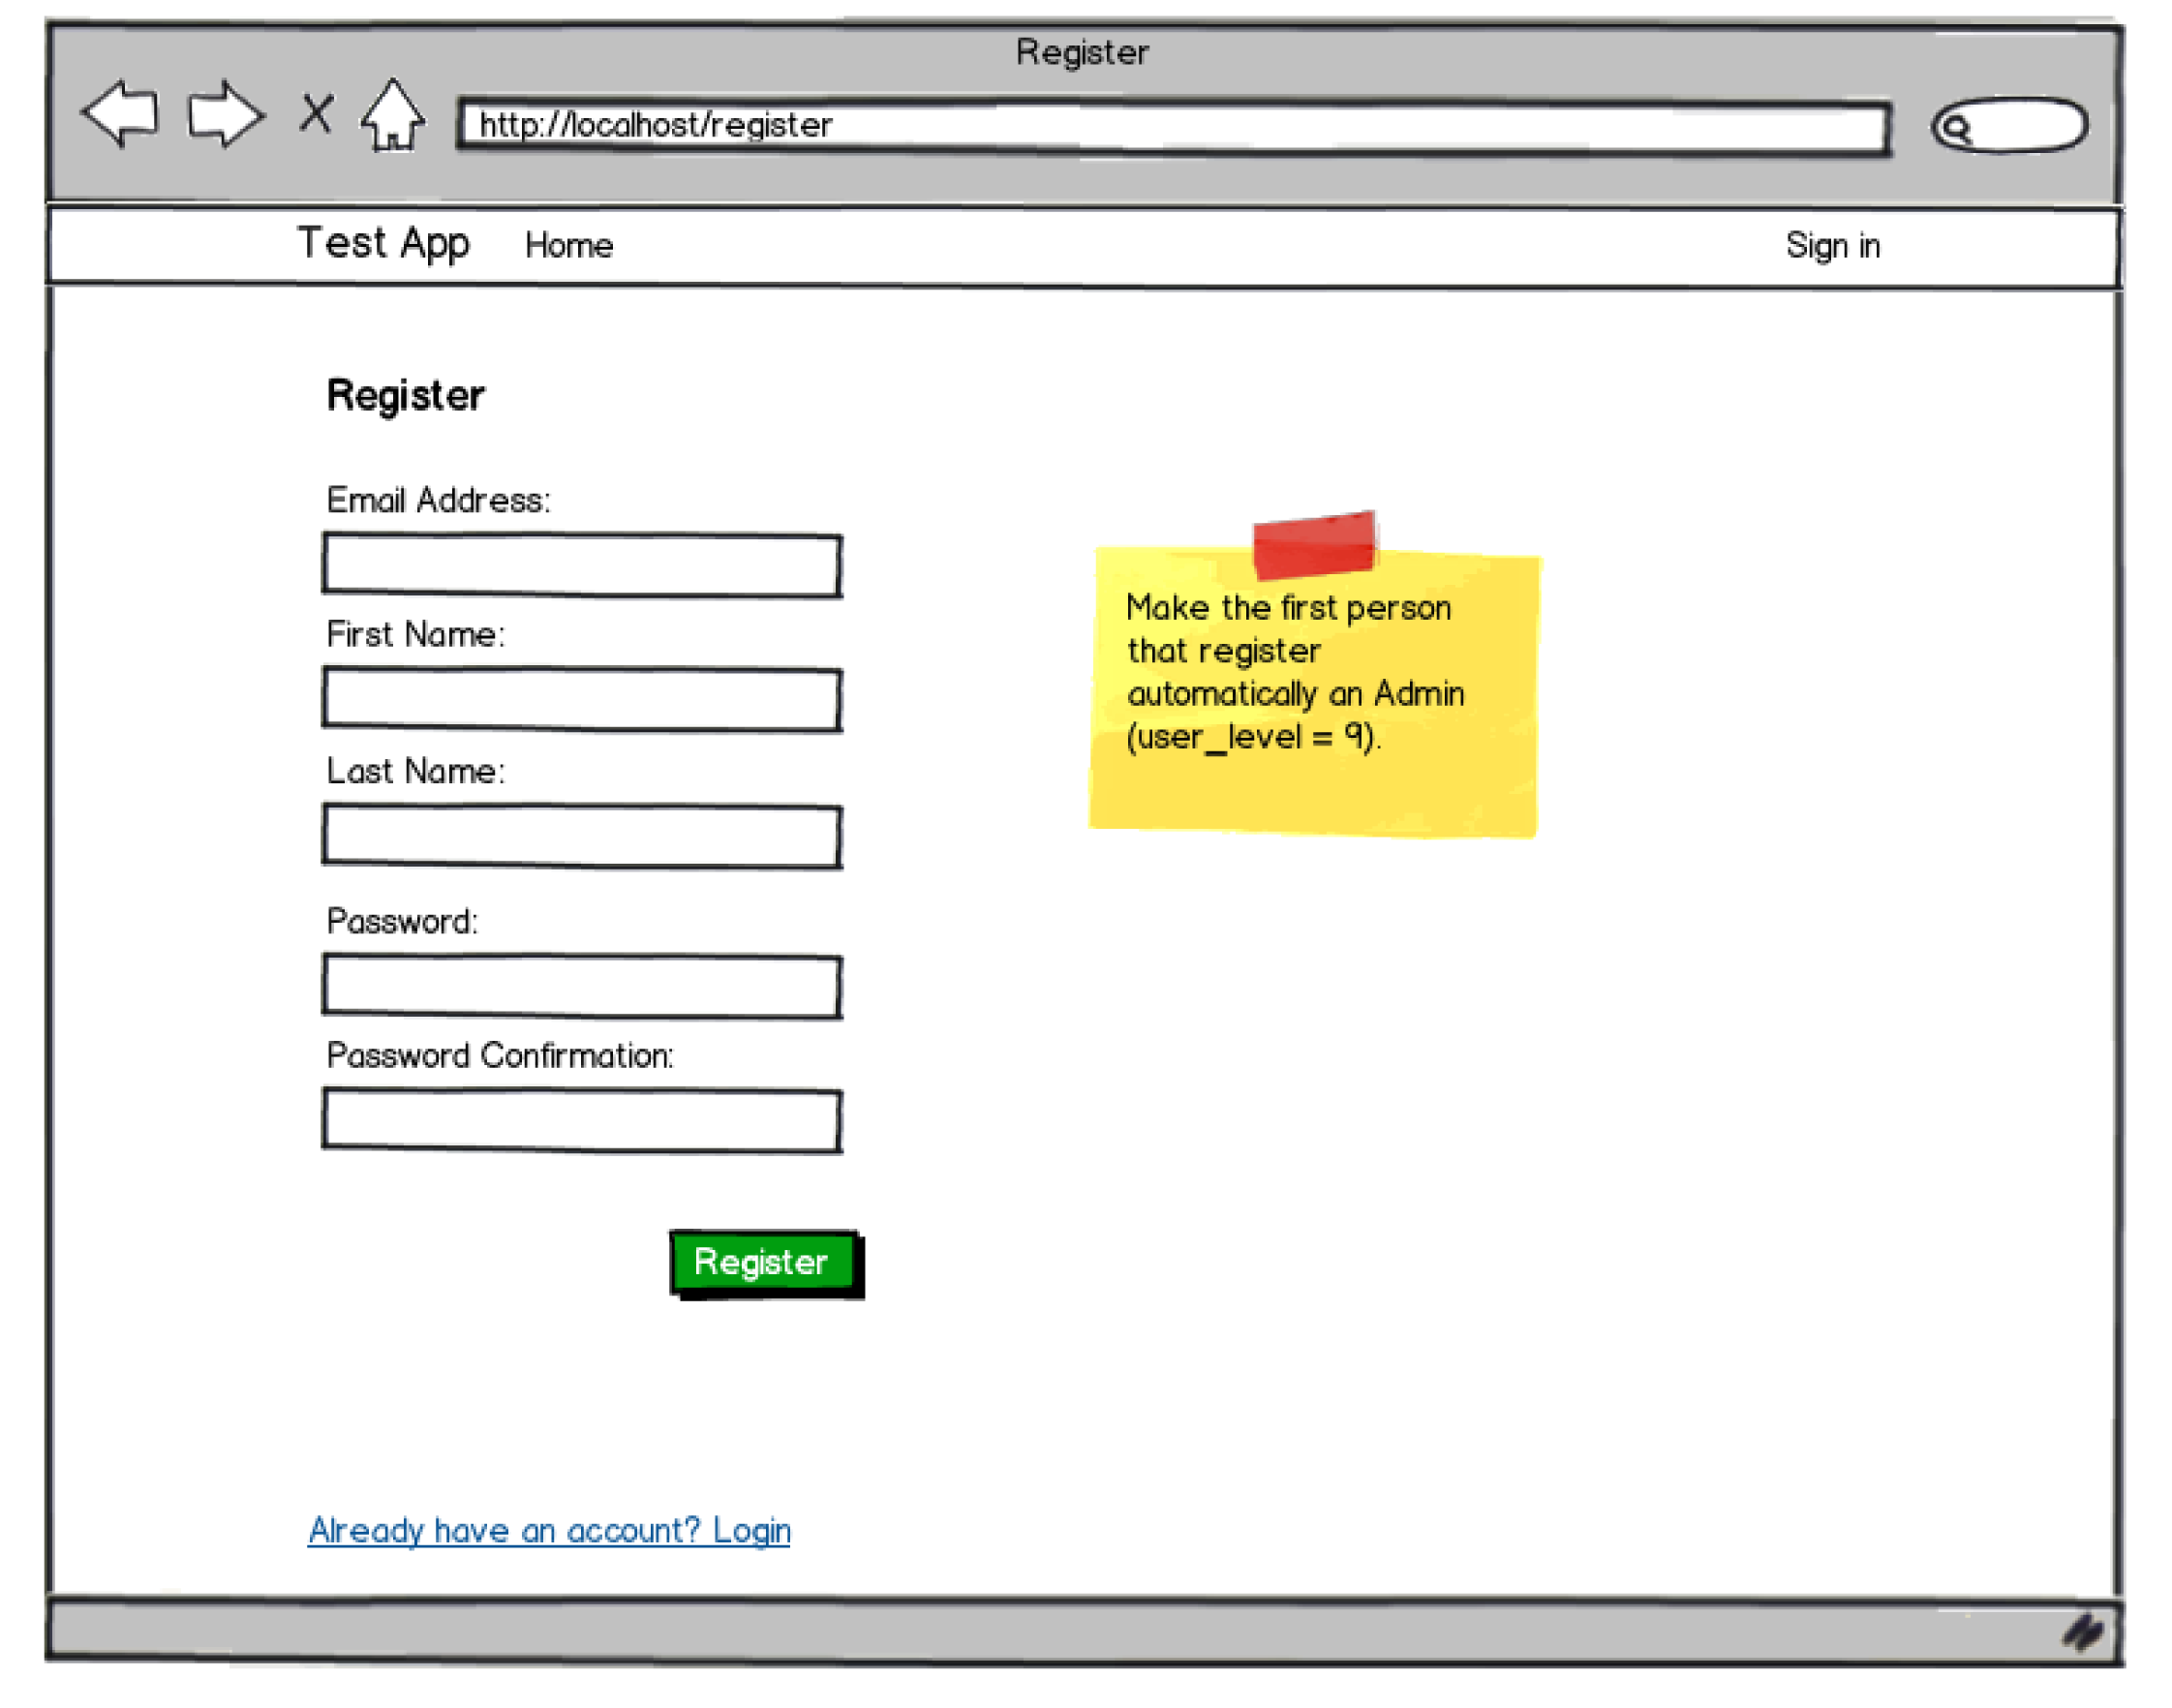 Register
http://localhost/register
Test App Home Sign in
Register
Email Address:
First Name:
Last Name:
Password:
Password Confirmation:
Register
Already have an account? Login
Make the first person
that register
automatically an Admin
(user_level = 9).